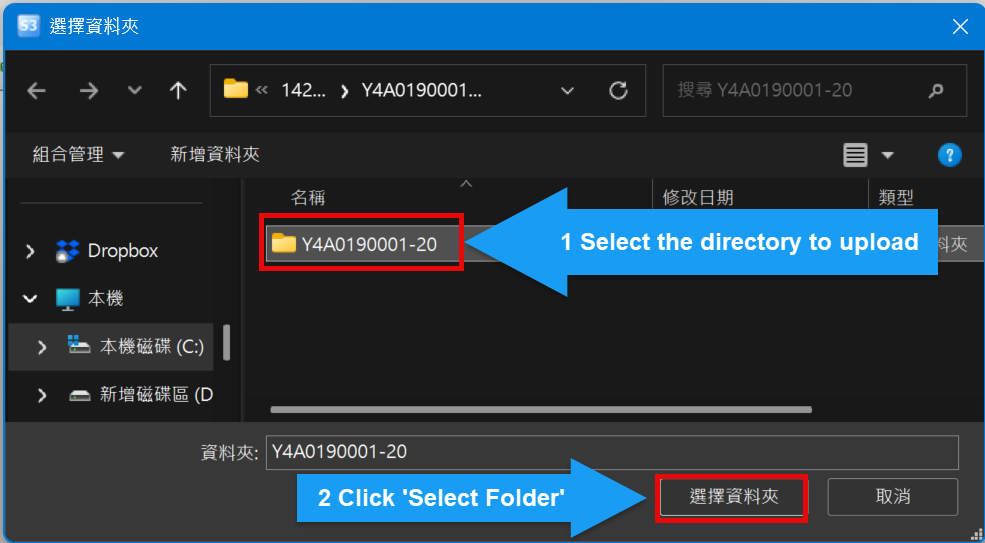 S3 選擇資料夾
« 142... › Y4A0190001...
搜尋 Y4A0190001-20
組合管理 新增資料夾
?
名稱 修改日期 類型
Dropbox
本機
本機磁碟 (C:)
新增磁碟區 (D
Y4A0190001-20
1 Select the directory to upload
料夾
資料夾: Y4A0190001-20
2 Click 'Select Folder'
選擇資料夾 取消